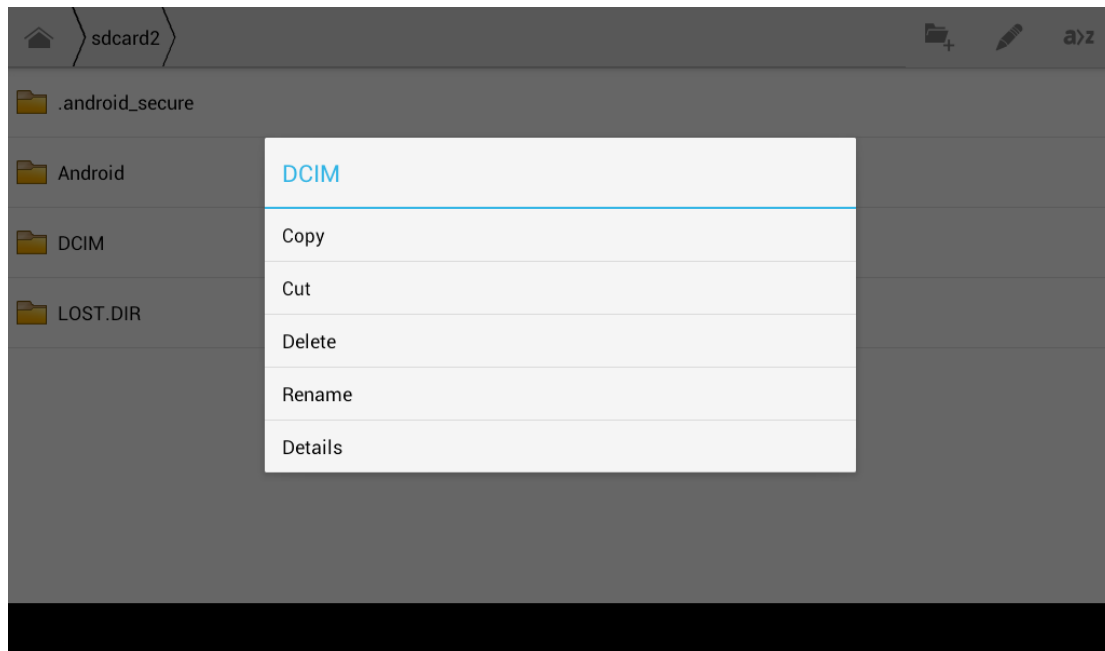 sdcard2
a>z
.android_secure
Android
DCIM
LOST.DIR
DCIM
Copy
Cut
Delete
Rename
Details